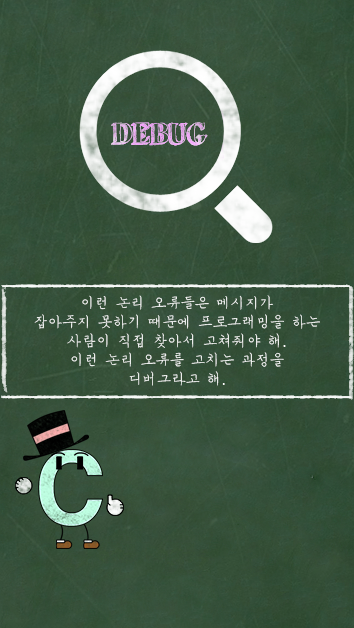 DEBUG
이런 논리 오류들은 메시지가
잡아주지 못하기 때문에 프로그래밍을 하는
사람이 직접 찾아서 고쳐줘야 해.
이런 논리 오류를 고치는 과정을
디버그라고 해.
C